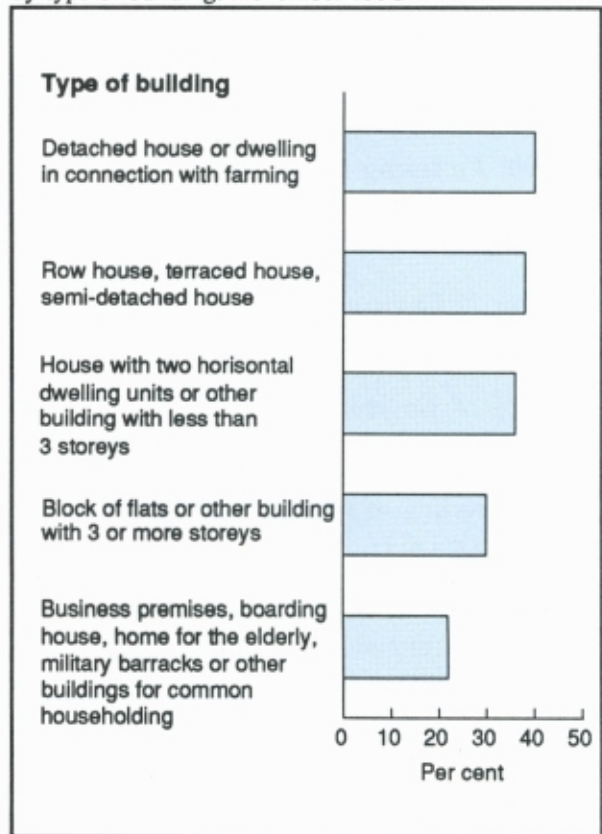 Type of building
Detached house or dwelling
in connection with farming
Row house, terraced house,
semi-detached house
House with two horisontal
dwelling units or other
building with less than
3 storeys
Block of flats or other building
with 3 or more storeys
Business premises, boarding
house, home for the elderly,
military barracks or other
buildings for common
householding
0 10 20 30 40 50
Per cent